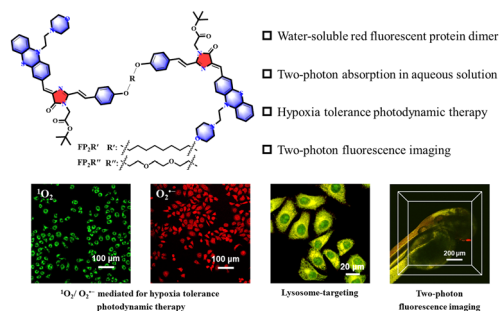 Water-soluble red fluorescent protein dimer
Two-photon absorption in aqueous solution
Hypoxia tolerance photodynamic therapy
Two-photon fluorescence imaging
N
N
N
N
N
N
O
O
O
O
R
O
O
O
O
N
N
N
N
N
N
FP₂R' R':
FP₂R'' R'':
O
O
¹O₂
O₂•−
100 μm
100 μm
20 μm
200 μm
¹O₂/ O₂•− mediated for hypoxia tolerance
photodynamic therapy
Lysosome-targeting
Two-photon
fluorescence imaging